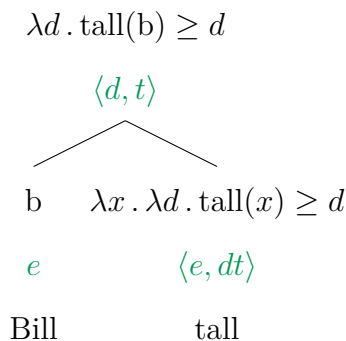 λd . tall(b) ≥ d
⟨d, t⟩
b λx . λd . tall(x) ≥ d
e ⟨e, dt⟩
Bill tall